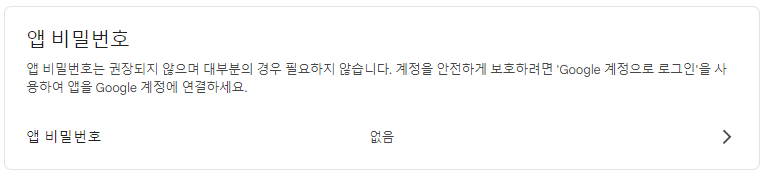 앱 비밀번호
앱 비밀번호는 권장되지 않으며 대부분의 경우 필요하지 않습니다. 계정을 안전하게 보호하려면 'Google 계정으로 로그인'을 사
용하여 앱을 Google 계정에 연결하세요.
앱 비밀번호 없음